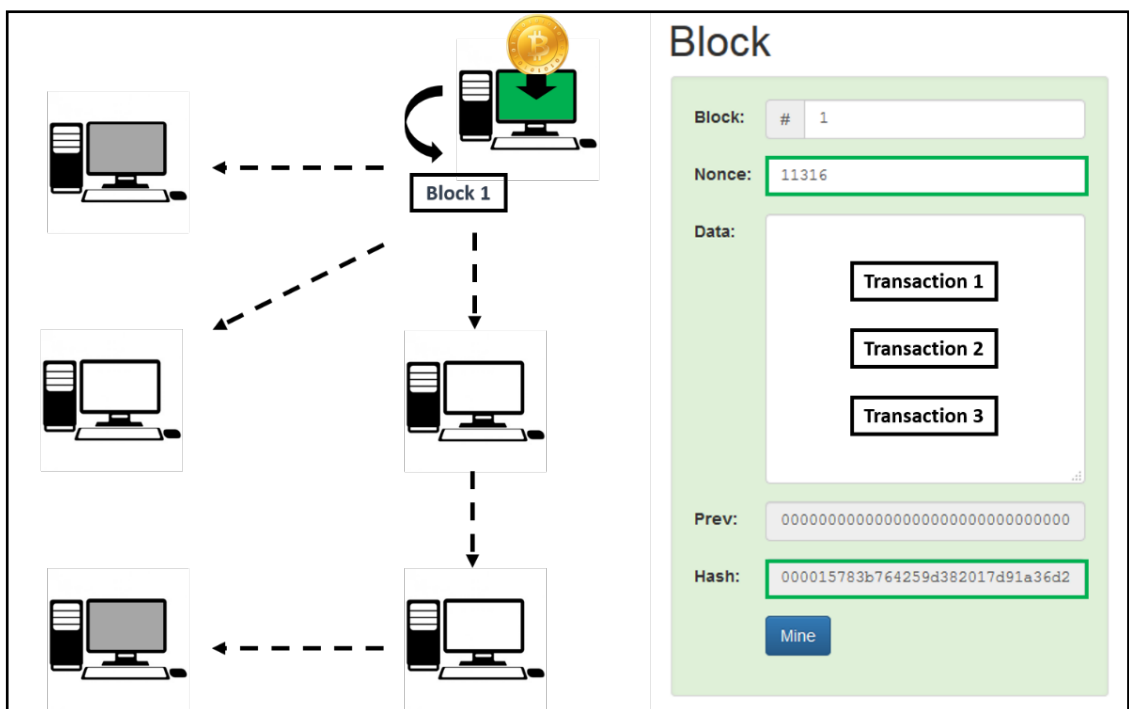 Block 1
Block
Block:
# 1
Nonce:
11316
Data:
Transaction 1
Transaction 2
Transaction 3
Prev:
00000000000000000000000000000000
Hash:
000015783b764259d382017d91a36d2
Mine